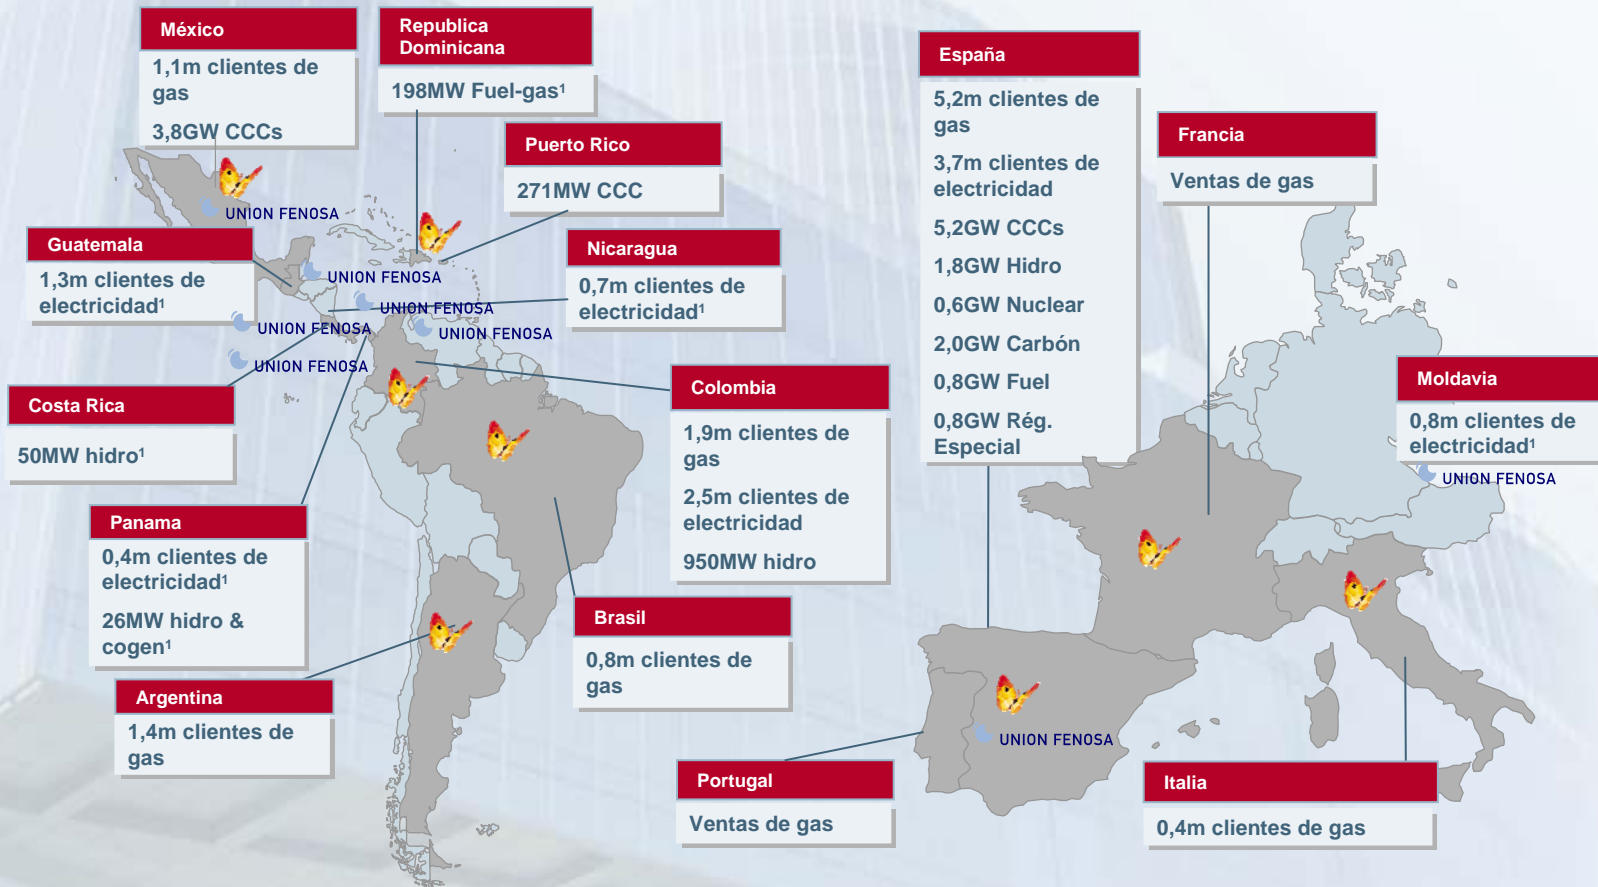 México
1,1m clientes de
gas
3,8GW CCCs
Republica
Dominicana
198MW Fuel-gas¹
Puerto Rico
271MW CCC
UNION FENOSA
Guatemala
1,3m clientes de
electricidad¹
UNION FENOSA
Nicaragua
0,7m clientes de
electricidad¹
UNION FENOSA
UNION FENOSA
UNION FENOSA
UNION FENOSA
Costa Rica
50MW hidro¹
Colombia
1,9m clientes de
gas
2,5m clientes de
electricidad
950MW hidro
Panama
0,4m clientes de
electricidad¹
26MW hidro &
cogen¹
Brasil
0,8m clientes de
gas
Argentina
1,4m clientes de
gas
España
5,2m clientes de
gas
3,7m clientes de
electricidad
5,2GW CCCs
1,8GW Hidro
0,6GW Nuclear
2,0GW Carbón
0,8GW Fuel
0,8GW Rég.
Especial
Francia
Ventas de gas
Moldavia
0,8m clientes de
electricidad¹
UNION FENOSA
UNION FENOSA
Portugal
Ventas de gas
Italia
0,4m clientes de gas